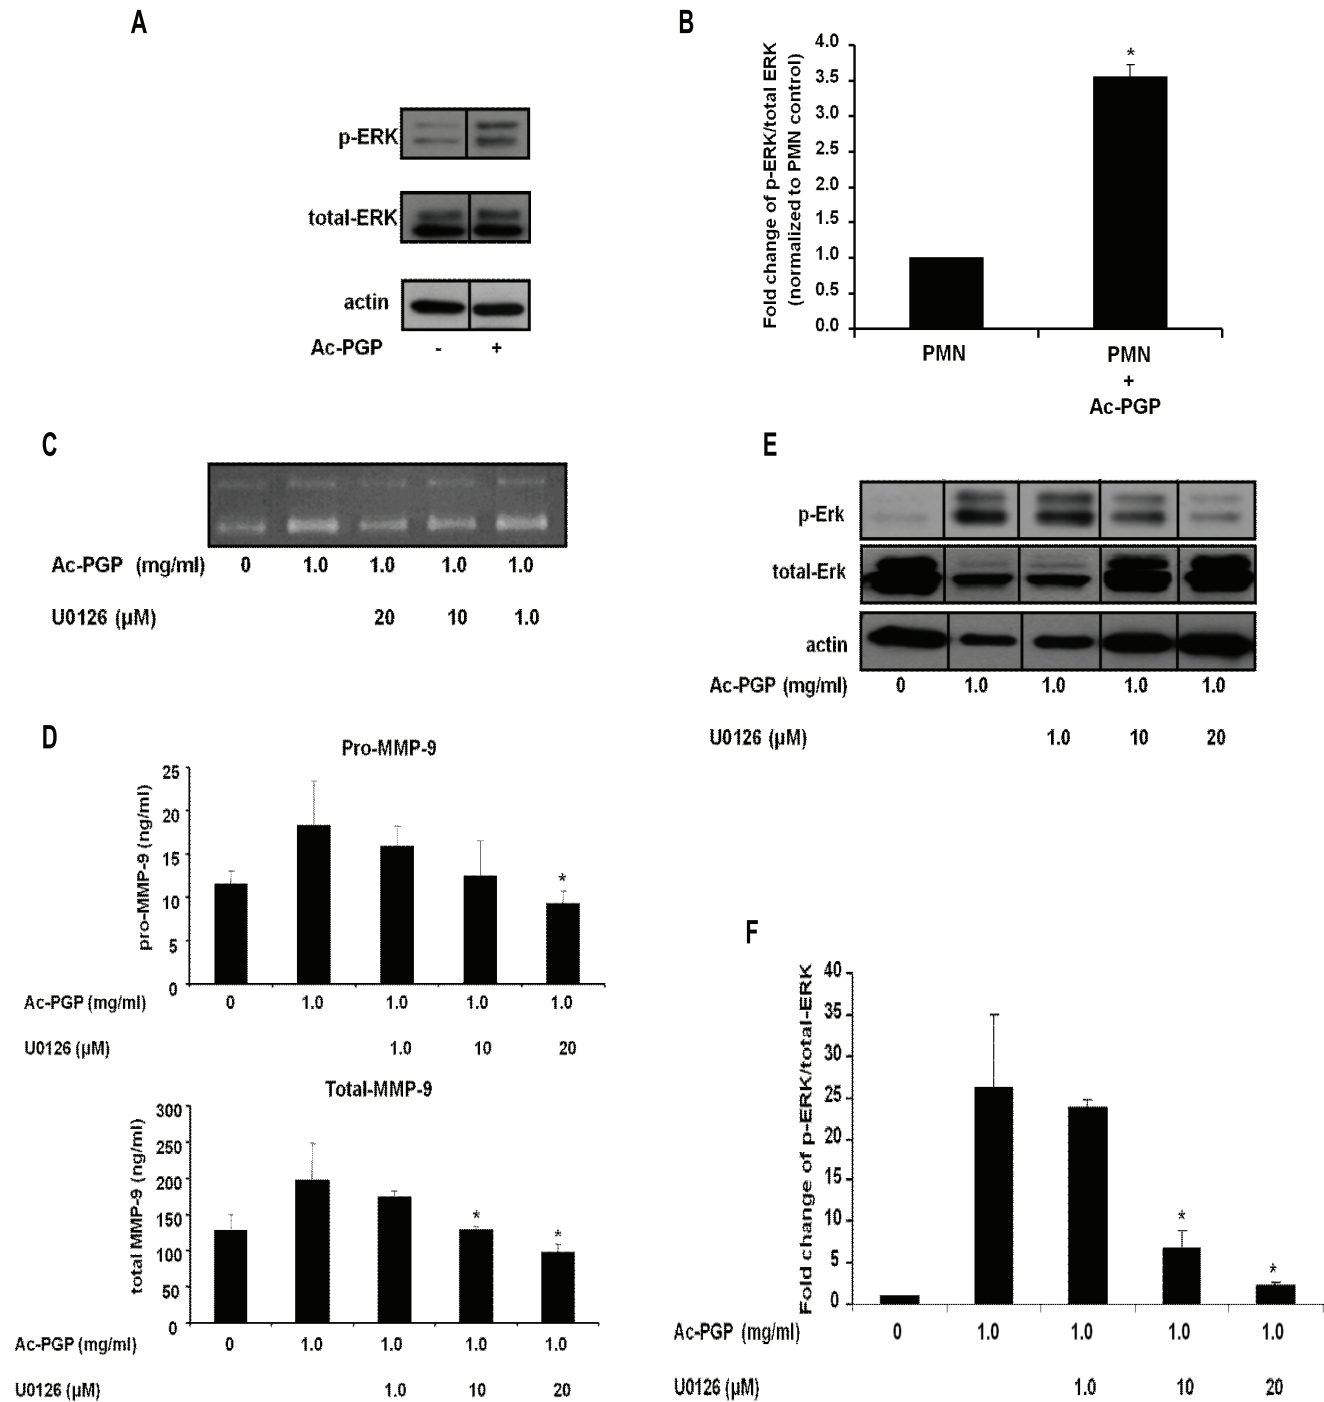 A
p-ERK
total-ERK
actin
Ac-PGP - +
B
Fold change of p-ERK/total ERK
(normalized to PMN control)
4.0
3.5
3.0
2.5
2.0
1.5
1.0
0.5
0.0
*
PMN
PMN
+
Ac-PGP
C
Ac-PGP (mg/ml) 0 1.0 1.0 1.0 1.0
U0126 (µM) 20 10 1.0
D
Pro-MMP-9
pro-MMP-9 (ng/ml)
25
20
15
10
5
0
*
Ac-PGP (mg/ml) 0 1.0 1.0 1.0 1.0
U0126 (µM) 1.0 10 20
Total-MMP-9
total MMP-9 (ng/ml)
300
250
200
150
100
50
0
* *
Ac-PGP (mg/ml) 0 1.0 1.0 1.0 1.0
U0126 (µM) 1.0 10 20
E
p-Erk
total-Erk
actin
Ac-PGP (mg/ml) 0 1.0 1.0 1.0 1.0
U0126 (µM) 1.0 10 20
F
Fold change of p-ERK/total-ERK
40
35
30
25
20
15
10
5
0
* *
Ac-PGP (mg/ml) 0 1.0 1.0 1.0 1.0
U0126 (µM) 1.0 10 20